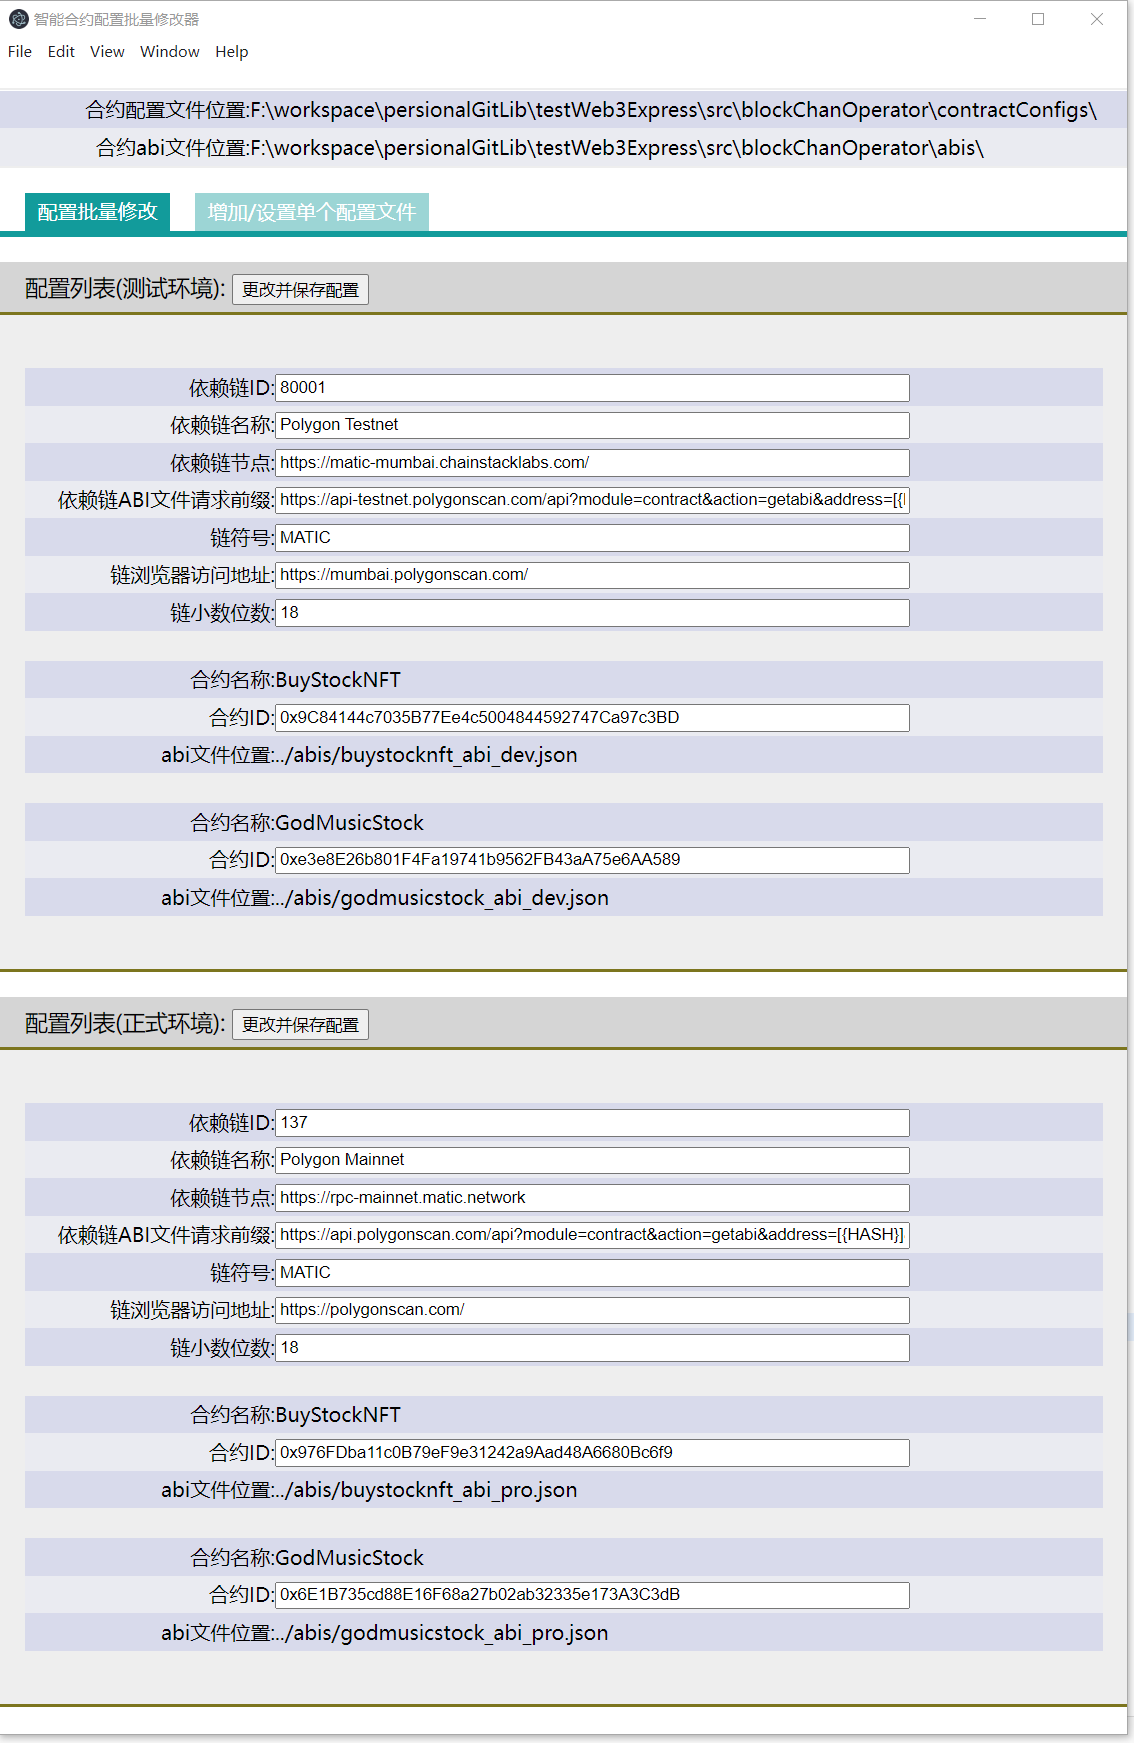 智能合约配置批量修改器
File Edit View Window Help
合约配置文件位置:F:\workspace\persionalGitLib\testWeb3Express\src\blockChanOperator\contractConfigs\
合约abi文件位置:F:\workspace\persionalGitLib\testWeb3Express\src\blockChanOperator\abis\
配置批量修改 增加/设置单个配置文件
配置列表(测试环境): 更改并保存配置
依赖链ID:80001
依赖链名称:Polygon Testnet
依赖链节点:https://matic-mumbai.chainstacklabs.com/
依赖链ABI文件请求前缀:https://api-testnet.polygonscan.com/api?module=contract&action=getabi&address=[{
链符号:MATIC
链浏览器访问地址:https://mumbai.polygonscan.com/
链小数位数:18
合约名称:BuyStockNFT
合约ID:0x9C84144c7035B77Ee4c5004844592747Ca97c3BD
abi文件位置:../abis/buystocknft_abi_dev.json
合约名称:GodMusicStock
合约ID:0xe3e8E26b801F4Fa19741b9562FB43aA75e6AA589
abi文件位置:../abis/godmusicstock_abi_dev.json
配置列表(正式环境): 更改并保存配置
依赖链ID:137
依赖链名称:Polygon Mainnet
依赖链节点:https://rpc-mainnet.matic.network
依赖链ABI文件请求前缀:https://api.polygonscan.com/api?module=contract&action=getabi&address=[{HASH}]
链符号:MATIC
链浏览器访问地址:https://polygonscan.com/
链小数位数:18
合约名称:BuyStockNFT
合约ID:0x976FDba11c0B79eF9e31242a9Aad48A6680Bc6f9
abi文件位置:../abis/buystocknft_abi_pro.json
合约名称:GodMusicStock
合约ID:0x6E1B735cd88E16F68a27b02ab32335e173A3C3dB
abi文件位置:../abis/godmusicstock_abi_pro.json